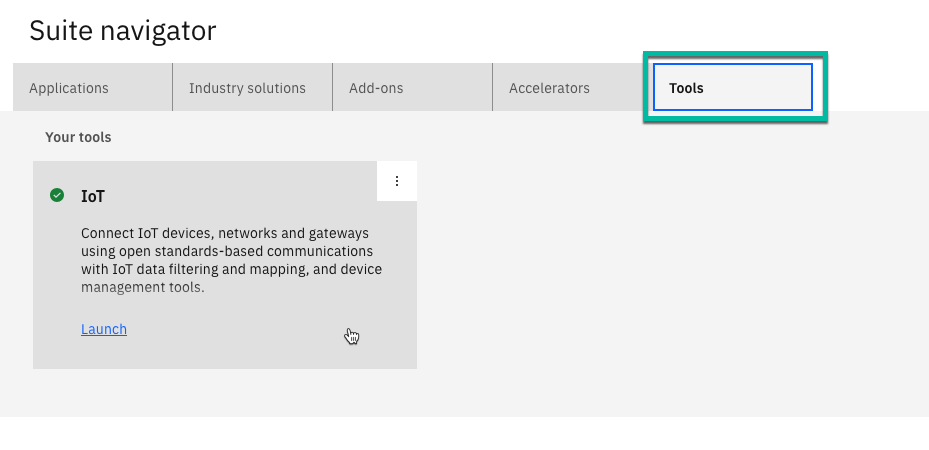 Suite navigator
Applications
Industry solutions
Add-ons
Accelerators
Tools
Your tools
IoT
Connect IoT devices, networks and gateways
using open standards-based communications
with IoT data filtering and mapping, and device
management tools.
Launch